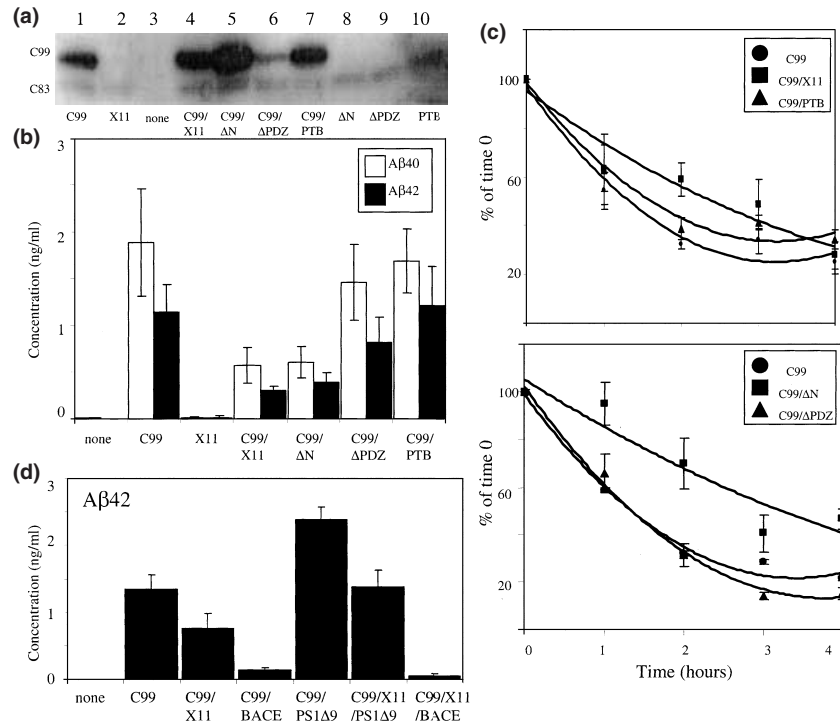 (a)
1 2 3 4 5 6 7 8 9 10
C99
C83
C99 X11 none C99/X11 C99/ΔN C99/ΔPDZ C99/PTB ΔN ΔPDZ PTB
(b)
Aβ40
Aβ42
Concentration (ng/ml)
3
2
1
0
none C99 X11 C99/X11 C99/ΔN C99/ΔPDZ C99/PTB
(c)
C99
C99/X11
C99/PTB
% of time 0
100
60
20
C99
C99/ΔN
C99/ΔPDZ
% of time 0
100
60
20
0 1 2 3 4
Time (hours)
(d)
Aβ42
Concentration (ng/ml)
3
2
1
0
none C99 C99/X11 C99/BACE C99/PS1Δ9 C99/X11/PS1Δ9 C99/X11/BACE